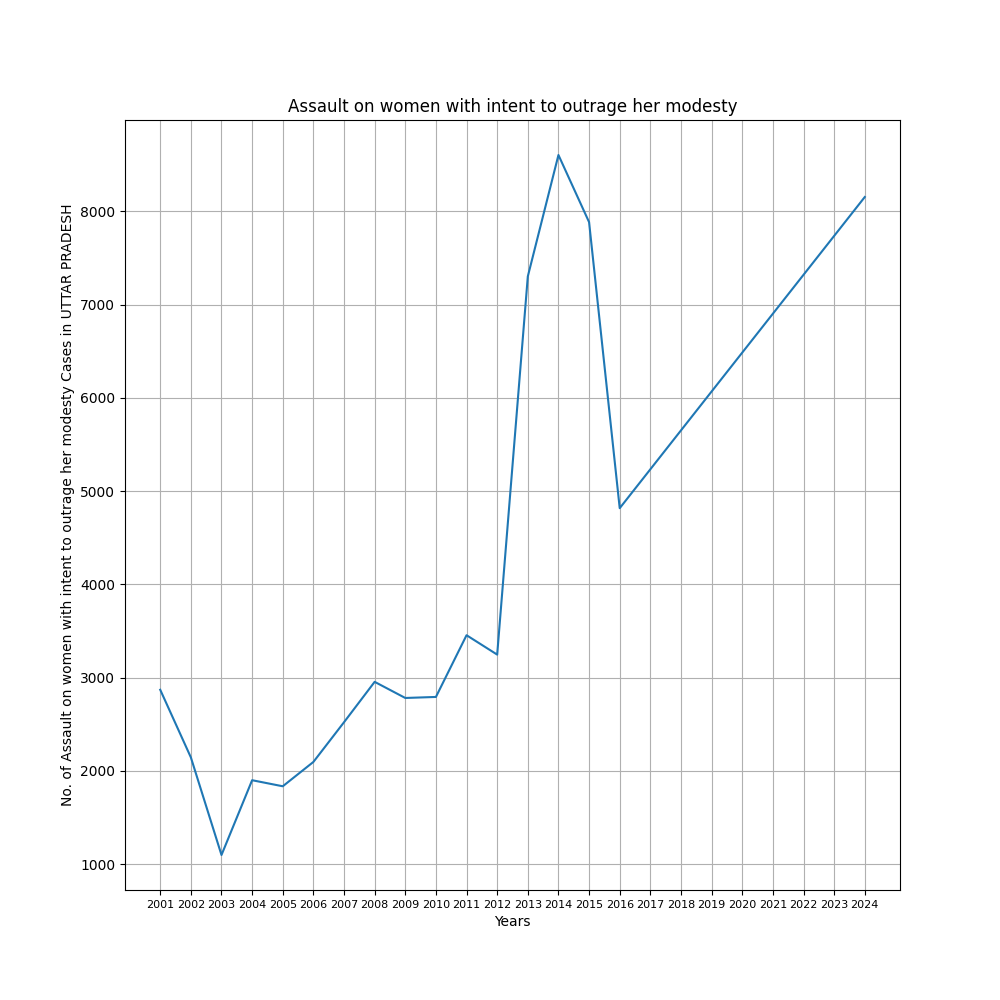 Assault on women with intent to outrage her modesty
No. of Assault on women with intent to outrage her modesty Cases in UTTAR PRADESH
8000
7000
6000
5000
4000
3000
2000
1000
2001 2002 2003 2004 2005 2006 2007 2008 2009 2010 2011 2012 2013 2014 2015 2016 2017 2018 2019 2020 2021 2022 2023 2024
Years